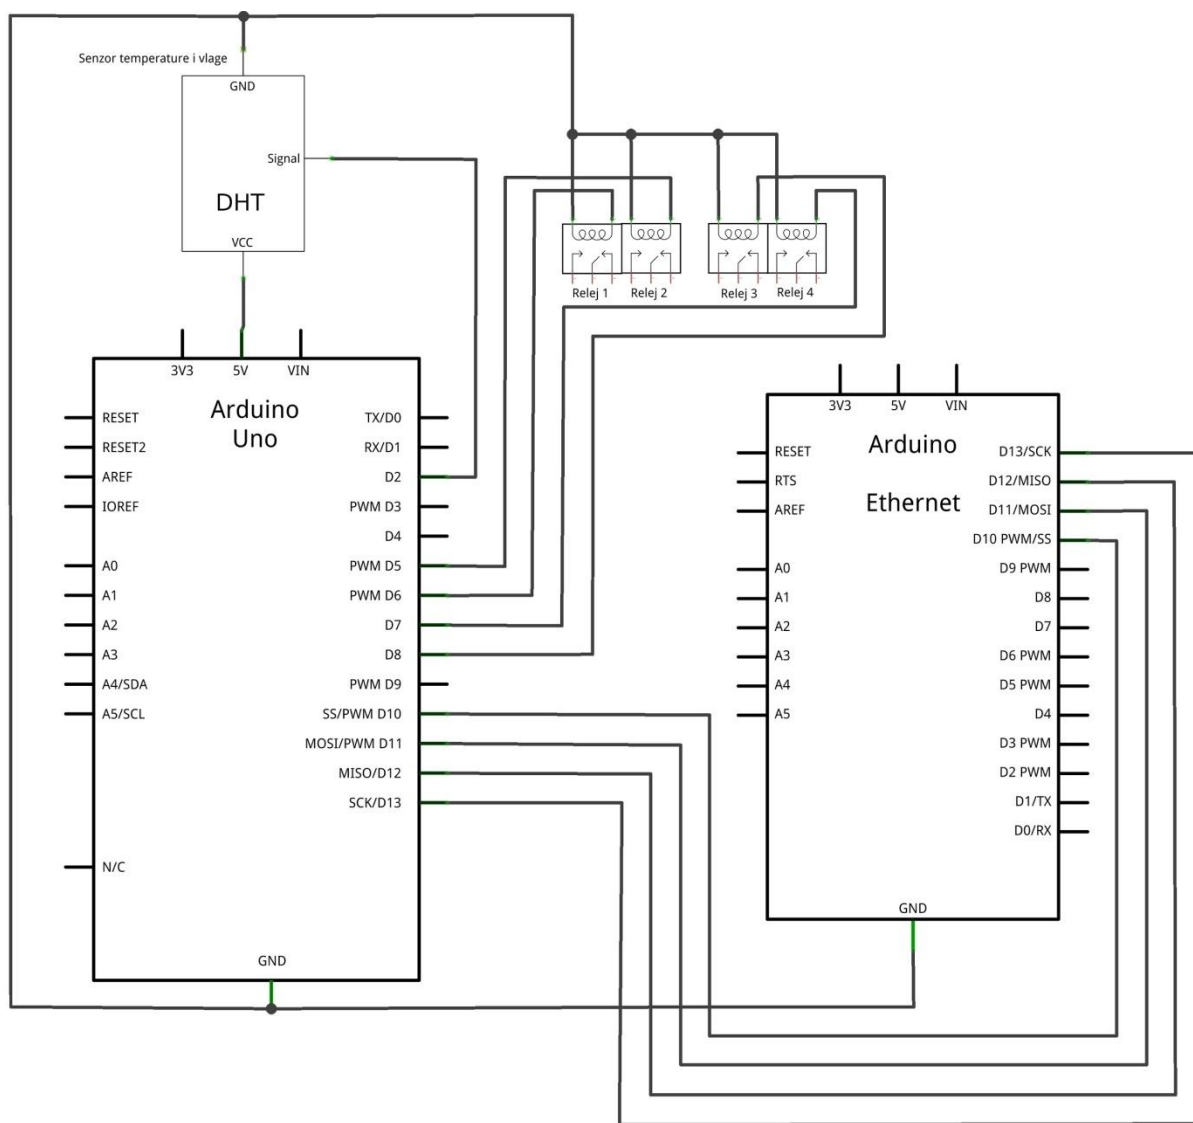 Senzor temperature i vlage
GND
Signal
DHT
VCC
Relej 1
Relej 2
Relej 3
Relej 4
3V3
5V
VIN
Arduino
Uno
RESET
RESET2
AREF
IOREF
A0
A1
A2
A3
A4/SDA
A5/SCL
N/C
TX/D0
RX/D1
D2
PWM D3
D4
PWM D5
PWM D6
D7
D8
PWM D9
SS/PWM D10
MOSI/PWM D11
MISO/D12
SCK/D13
GND
3V3
5V
VIN
Arduino
Ethernet
RESET
RTS
AREF
A0
A1
A2
A3
A4
A5
D13/SCK
D12/MISO
D11/MOSI
D10 PWM/SS
D9 PWM
D8
D7
D6 PWM
D5 PWM
D4
D3 PWM
D2 PWM
D1/TX
D0/RX
GND